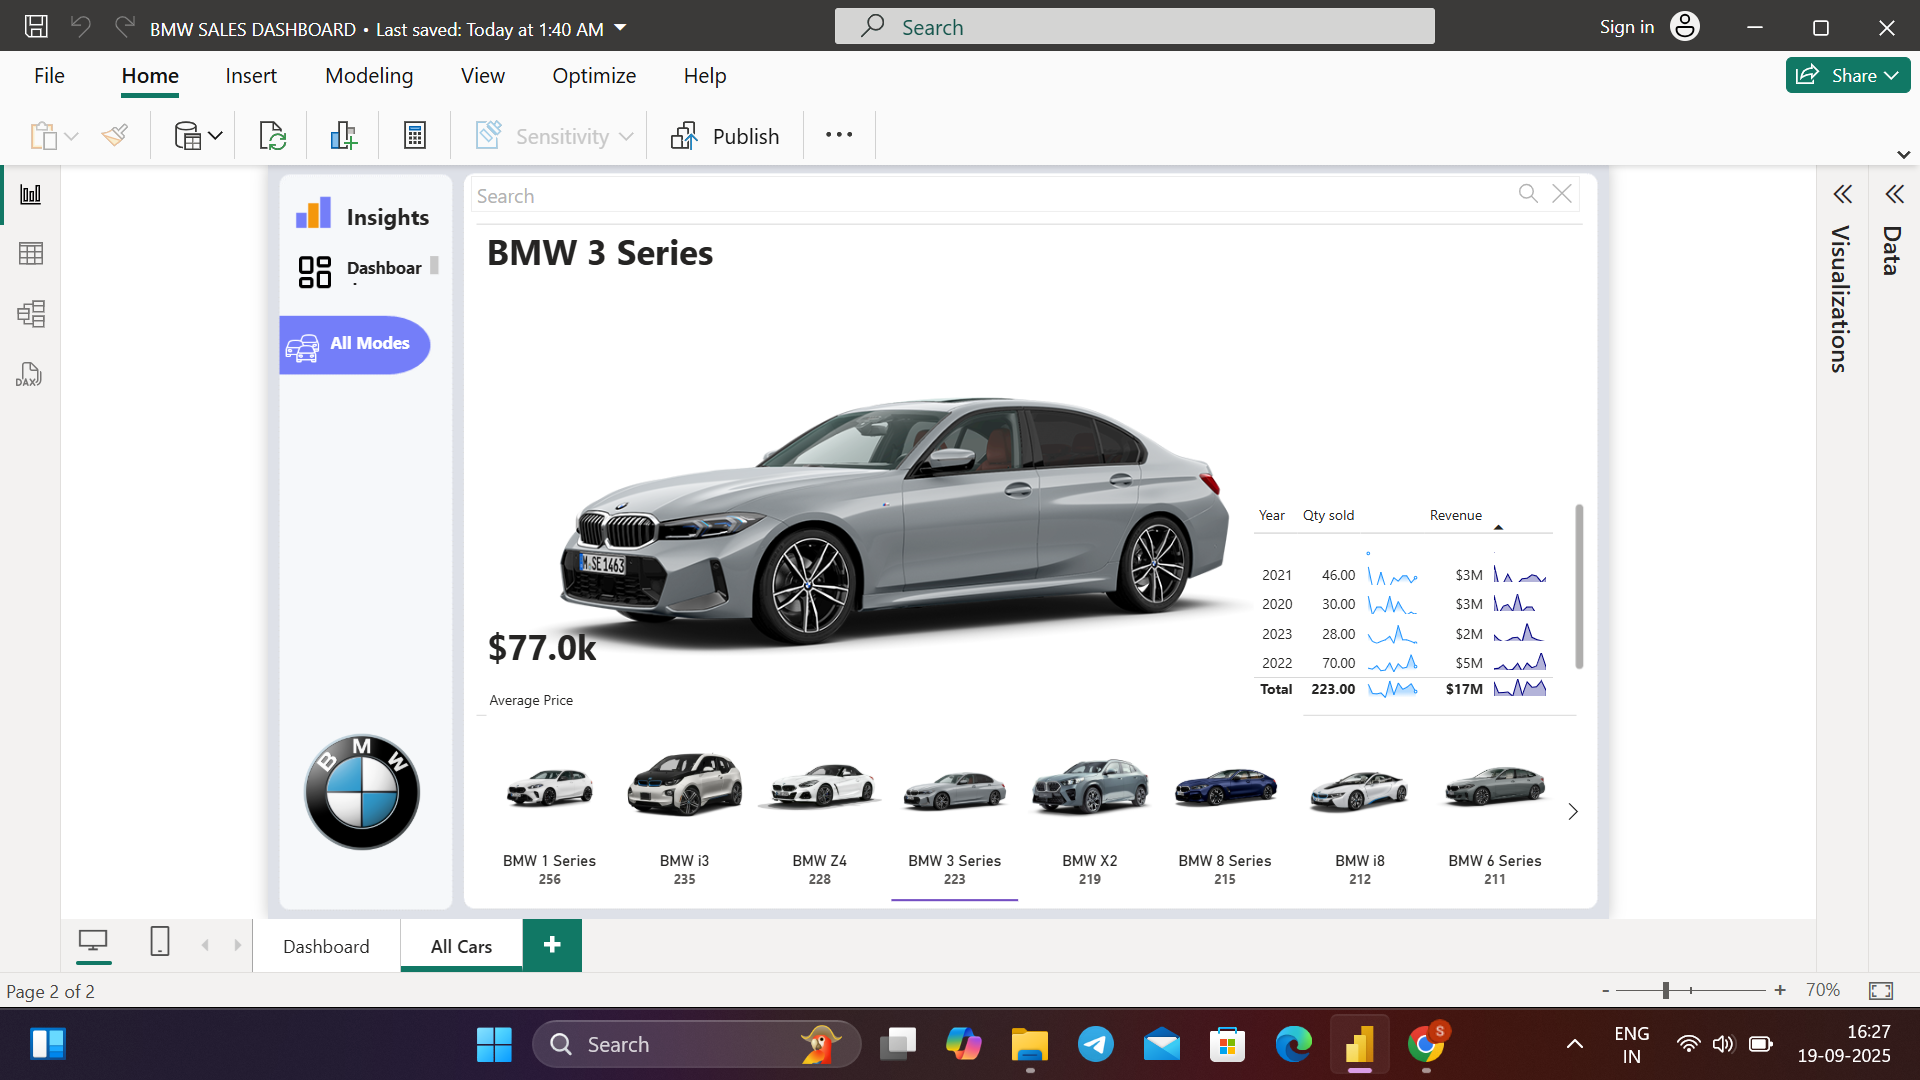 BMW SALES DASHBOARD • Last saved: Today at 1:40 AM
Search
Sign in
File Home Insert Modeling View Optimize Help
Share
Sensitivity
Publish
Search
Insights
Dashboar
All Modes
DAX
BMW 3 Series
M SE 1463
$77.0k
Average Price
Year Qty sold Revenue
2021 46.00 $3M
2020 30.00 $3M
2023 28.00 $2M
2022 70.00 $5M
Total 223.00 $17M
BMW
BMW 1 Series
256
BMW i3
235
BMW Z4
228
BMW 3 Series
223
BMW X2
219
BMW 8 Series
215
BMW i8
212
BMW 6 Series
211
Visualizations
Data
Dashboard
All Cars
Page 2 of 2
- + 70%
Search
S
ENG
IN
16:27
19-09-2025